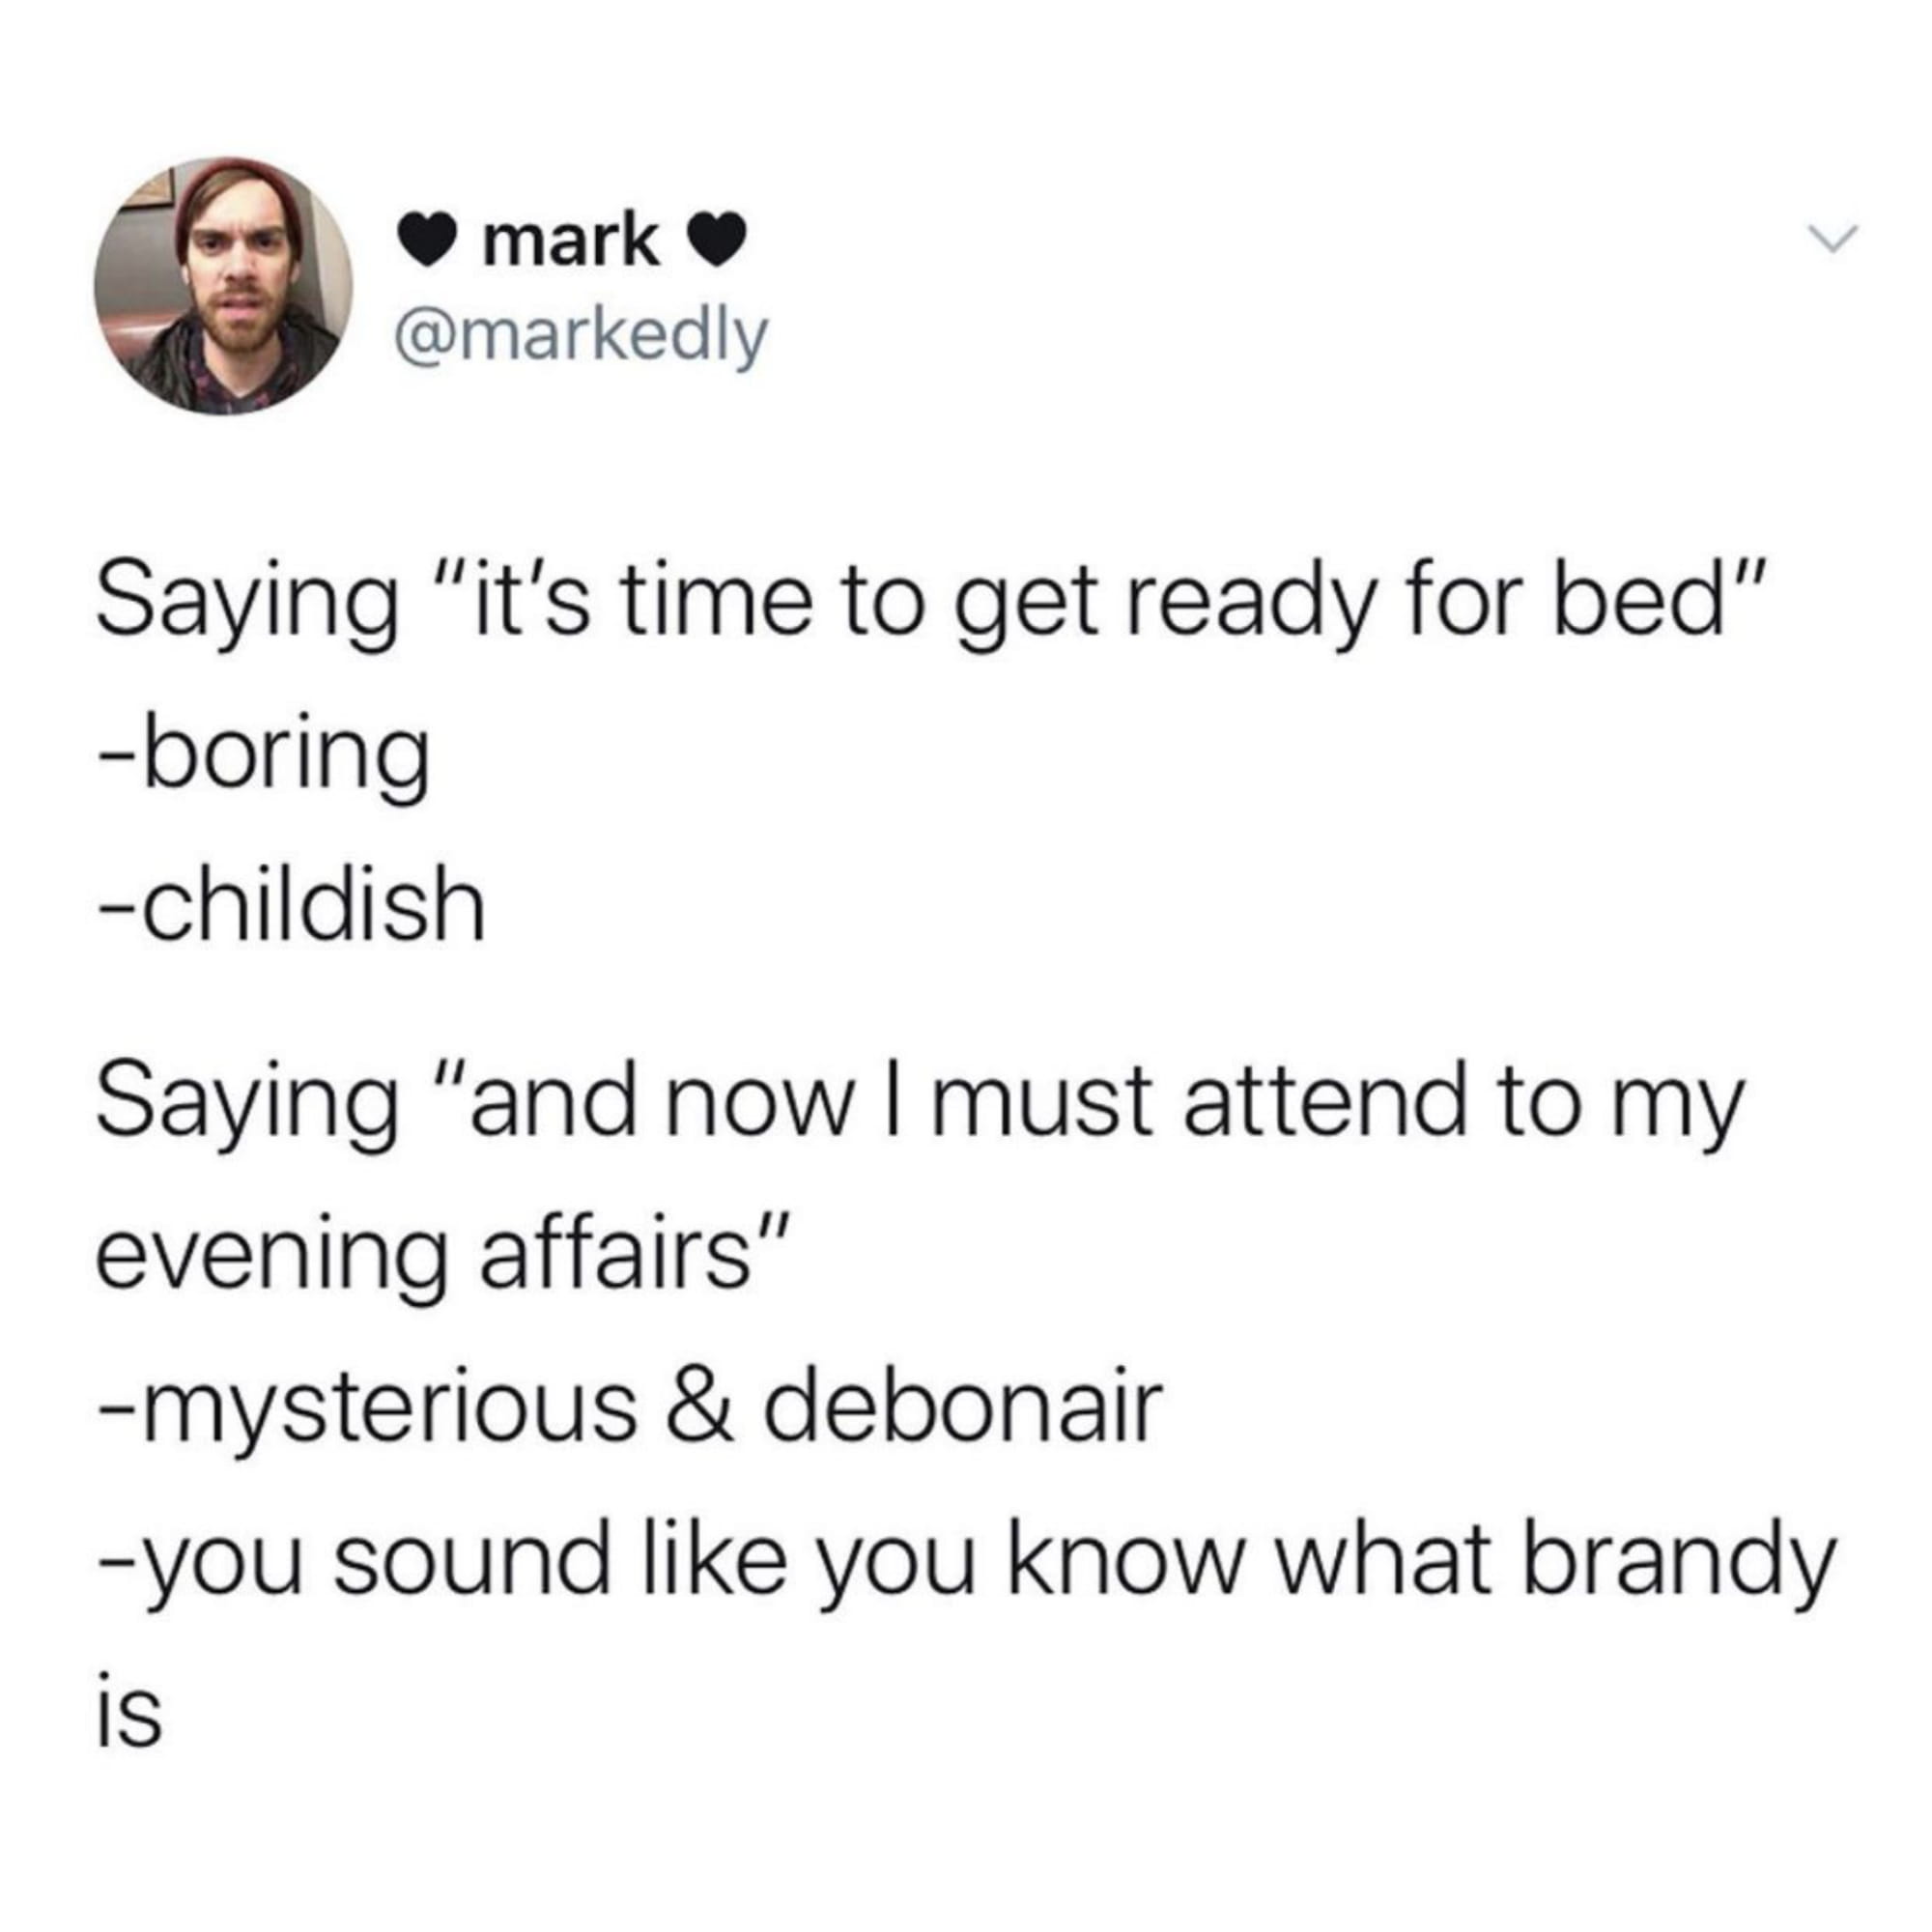 🖤 mark 🖤
@markedly
Saying “it’s time to get ready for bed”
-boring
-childish
Saying “and now I must attend to my
evening affairs”
-mysterious & debonair
-you sound like you know what brandy
is